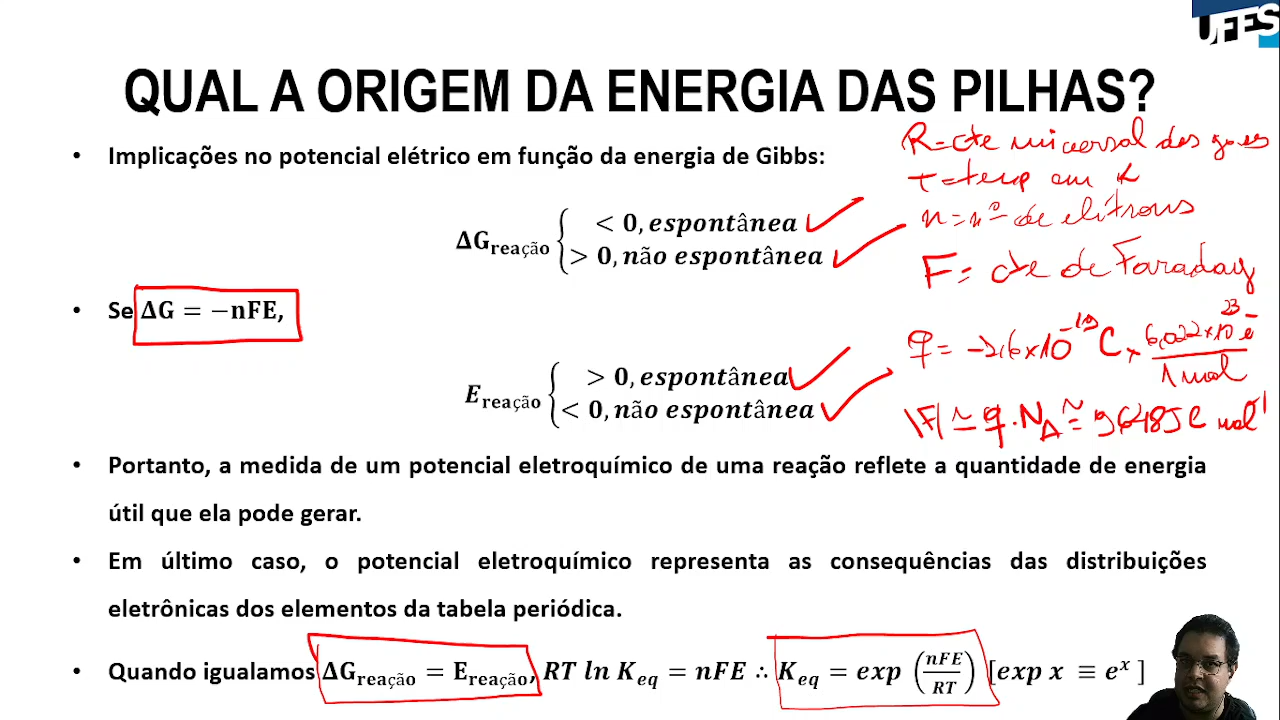 UFES
QUAL A ORIGEM DA ENERGIA DAS PILHAS?
• Implicações no potencial elétrico em função da energia de Gibbs:
R=cte universal dos gases
T=temp em K
n=nº de elétrons
F= cte de Faraday
ΔGreação { < 0, espontânea
> 0, não espontânea
• Se ΔG = −nFE,
q = -1,6x10^-19 C x 6,022x10^23 e-
1 mol
Ereação { > 0, espontânea
< 0, não espontânea
|F| ≃ q.NA ≅ 96485 C mol-1
• Portanto, a medida de um potencial eletroquímico de uma reação reflete a quantidade de energia
útil que ela pode gerar.
• Em último caso, o potencial eletroquímico representa as consequências das distribuições
eletrônicas dos elementos da tabela periódica.
• Quando igualamos ΔGreação = Ereação, RT ln Keq = nFE ∴ Keq = exp (nFE/RT) [exp x ≡ e^x ]